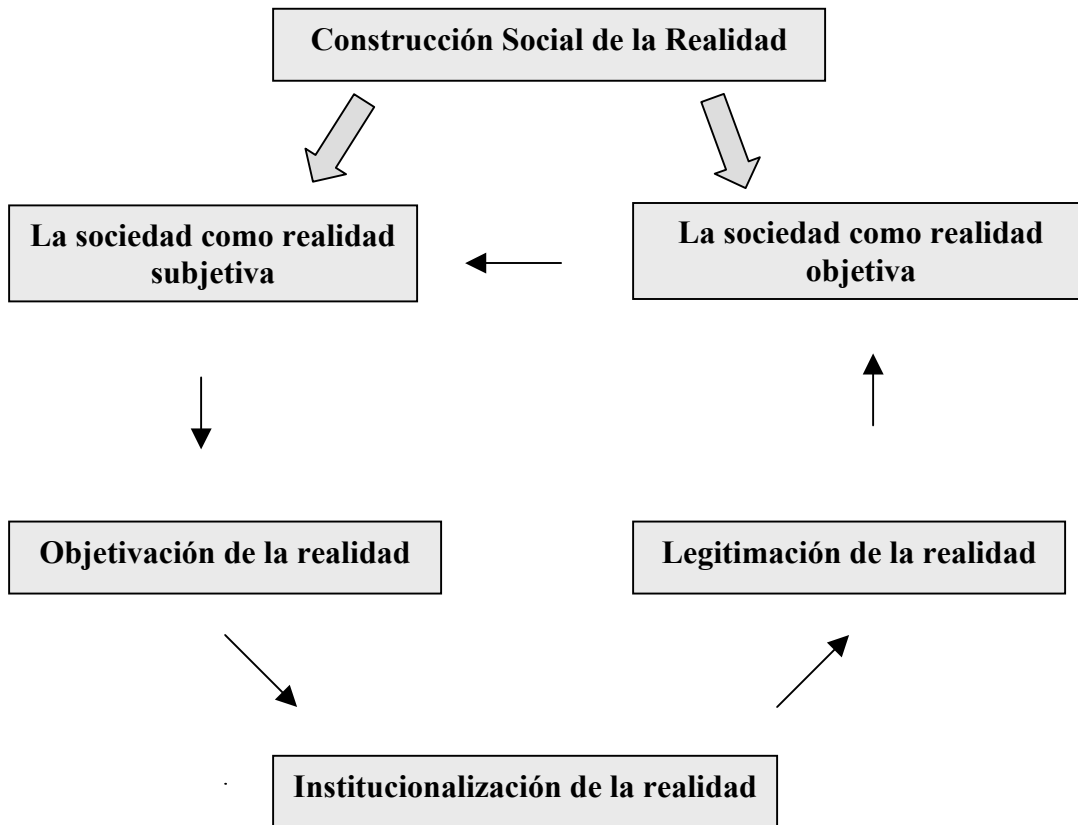 Construcción Social de la Realidad
La sociedad como realidad
subjetiva
La sociedad como realidad
objetiva
Objetivación de la realidad
Legitimación de la realidad
Institucionalización de la realidad